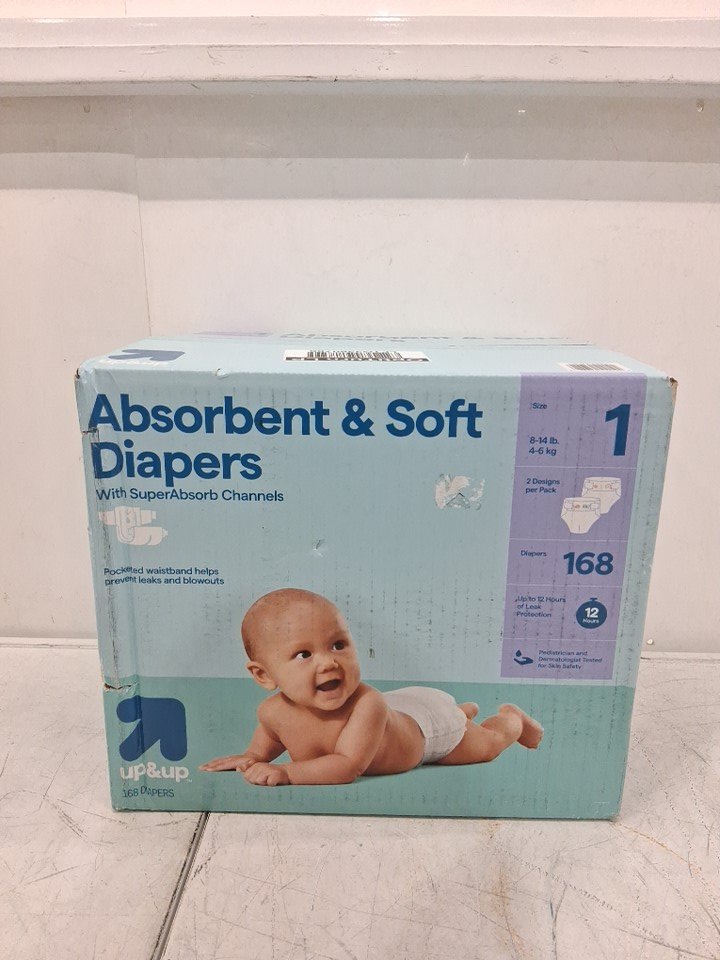 Absorbent & Soft
Diapers
With SuperAbsorb Channels
Pocketed waistband helps
prevent leaks and blowouts
Size
1
8-14 lb.
4-6 kg
2 Designs
per Pack
Diapers
168
Up to 12 Hours
of Leak
Protection
12
Hours
Pediatrician and
Dermatologist Tested
for Skin Safety
up&up
168 DIAPERS